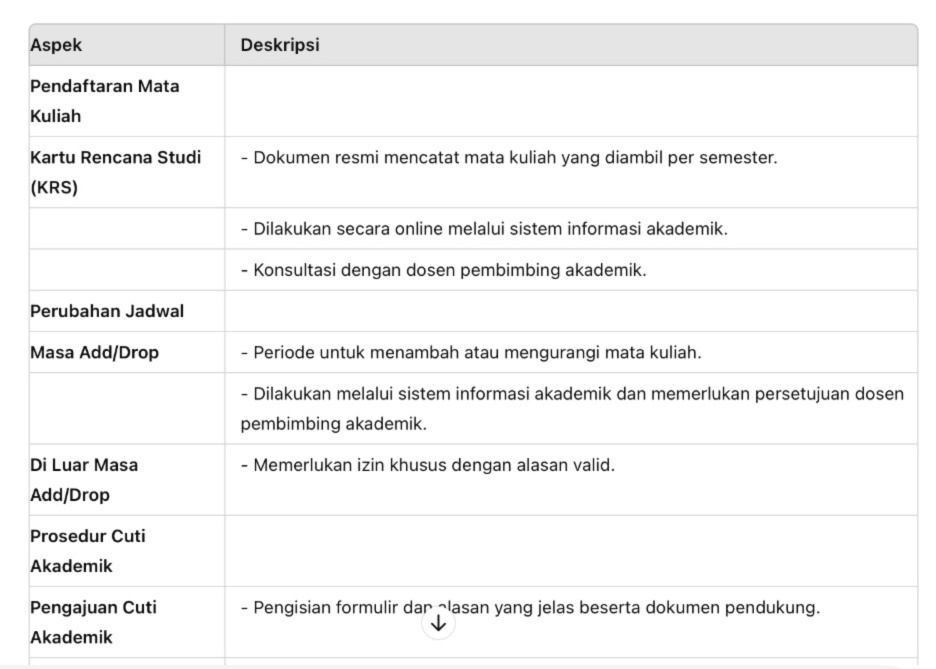 Aspek Deskripsi
Pendaftaran Mata
Kuliah
Kartu Rencana Studi - Dokumen resmi mencatat mata kuliah yang diambil per semester.
(KRS)
- Dilakukan secara online melalui sistem informasi akademik.
- Konsultasi dengan dosen pembimbing akademik.
Perubahan Jadwal
Masa Add/Drop - Periode untuk menambah atau mengurangi mata kuliah.
- Dilakukan melalui sistem informasi akademik dan memerlukan persetujuan dosen
pembimbing akademik.
Di Luar Masa - Memerlukan izin khusus dengan alasan valid.
Add/Drop
Prosedur Cuti
Akademik
Pengajuan Cuti - Pengisian formulir dan alasan yang jelas beserta dokumen pendukung.
Akademik